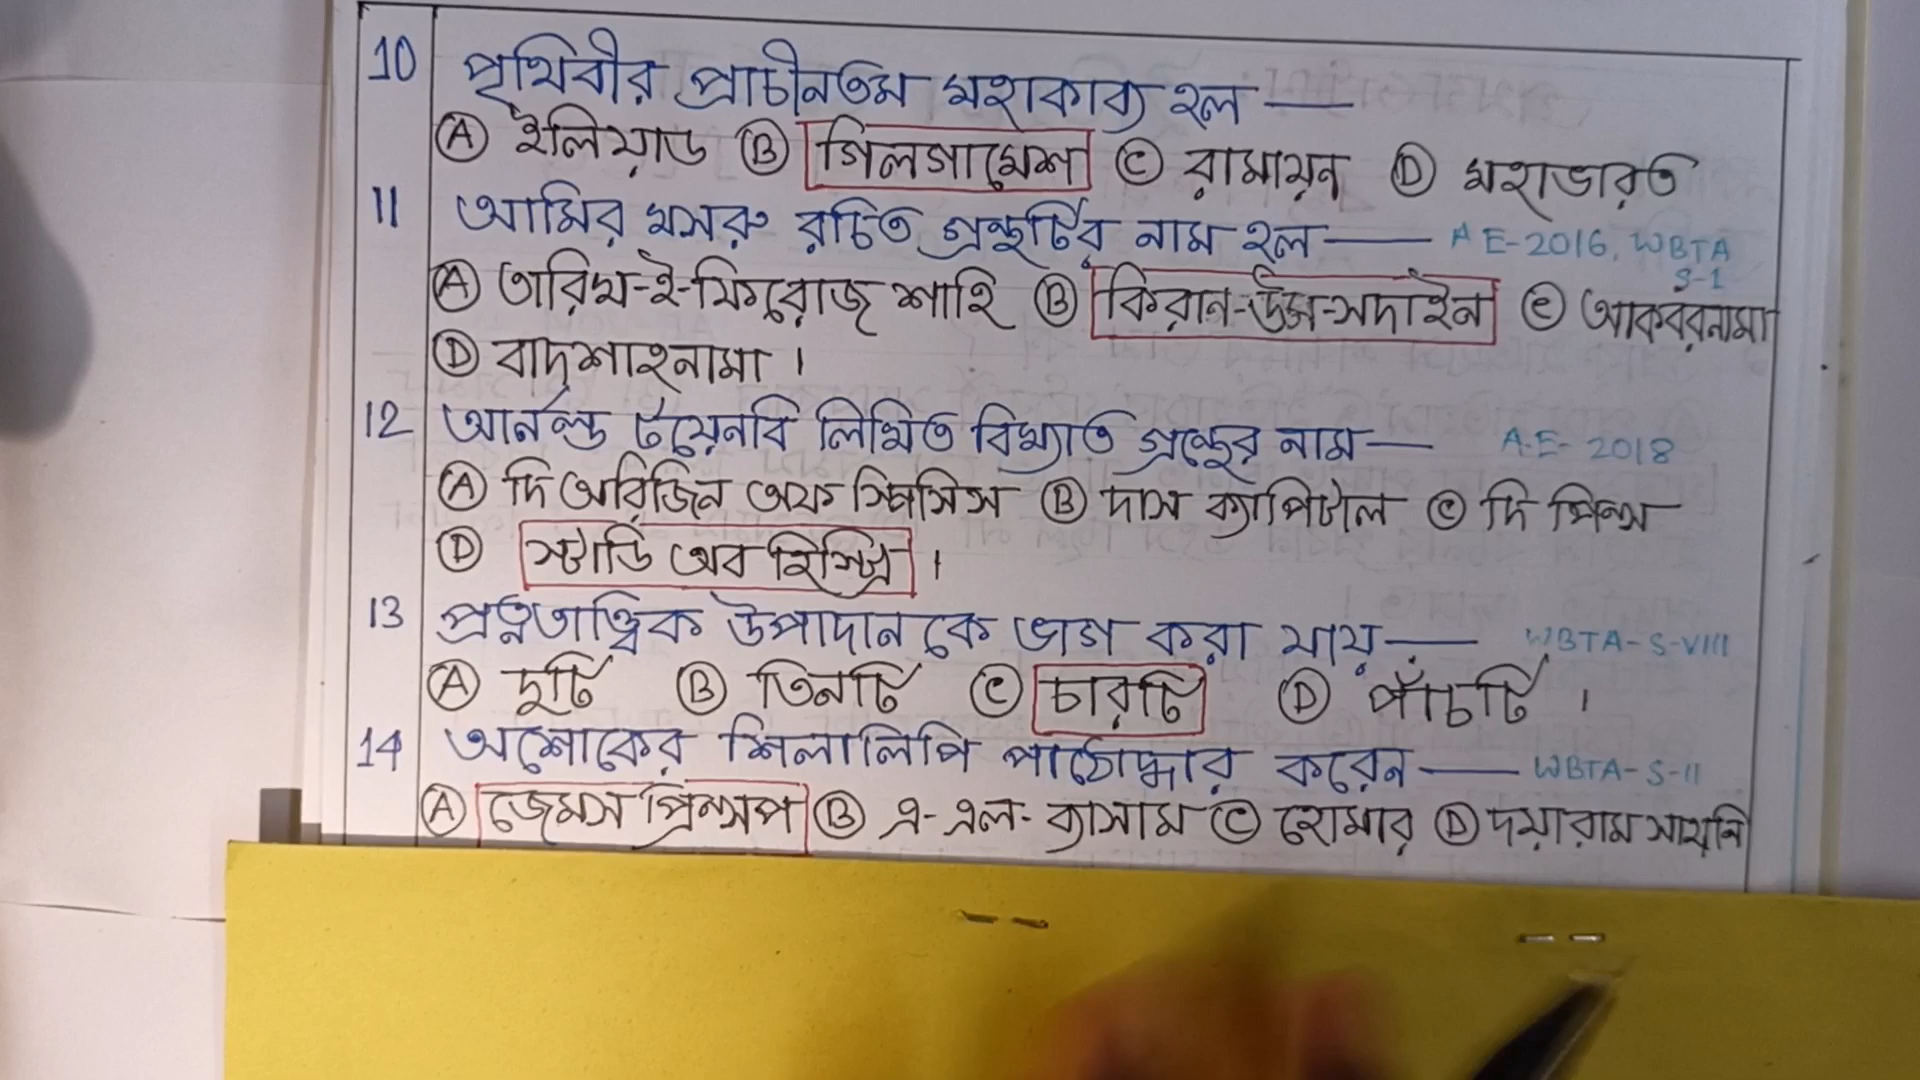 10 পৃথিবীর প্রাচীনতম মহাকাব্য হল —
Ⓐ ইলিয়াড Ⓑ গিলগামেশ Ⓒ রামায়ন Ⓓ মহাভারত
11 আমির খসরু রচিত গ্রন্থটির নাম হল — AE-2016, WBTA
S-1
Ⓐ তারিখ-ই-ফিরোজ শাহি Ⓑ কিরান-উস-সদাইন Ⓒ আকবরনামা
Ⓓ বাদশাহনামা ।
12 আর্নল্ড টয়েনবি লিখিত বিখ্যাত গ্রন্থের নাম — A.E- 2018
Ⓐ দি অরিজিন অফ স্পিসিস Ⓑ দাস ক্যাপিটাল Ⓒ দি প্রিন্স
Ⓓ স্টাডি অব হিস্ট্রি ।
13 প্রত্নতাত্ত্বিক উপাদান কে ভাগ করা যায় — WBTA-S-VIII
Ⓐ দুটি Ⓑ তিনটি Ⓒ চারটি Ⓓ পাঁচটি ।
14 অশোকের শিলালিপি পাঠোদ্ধার করেন — WBTA-S-II
Ⓐ জেমস প্রিন্সেপ Ⓑ এ-এল-ব্যাসাম Ⓒ হোমার Ⓓ দয়ারাম সাহানি